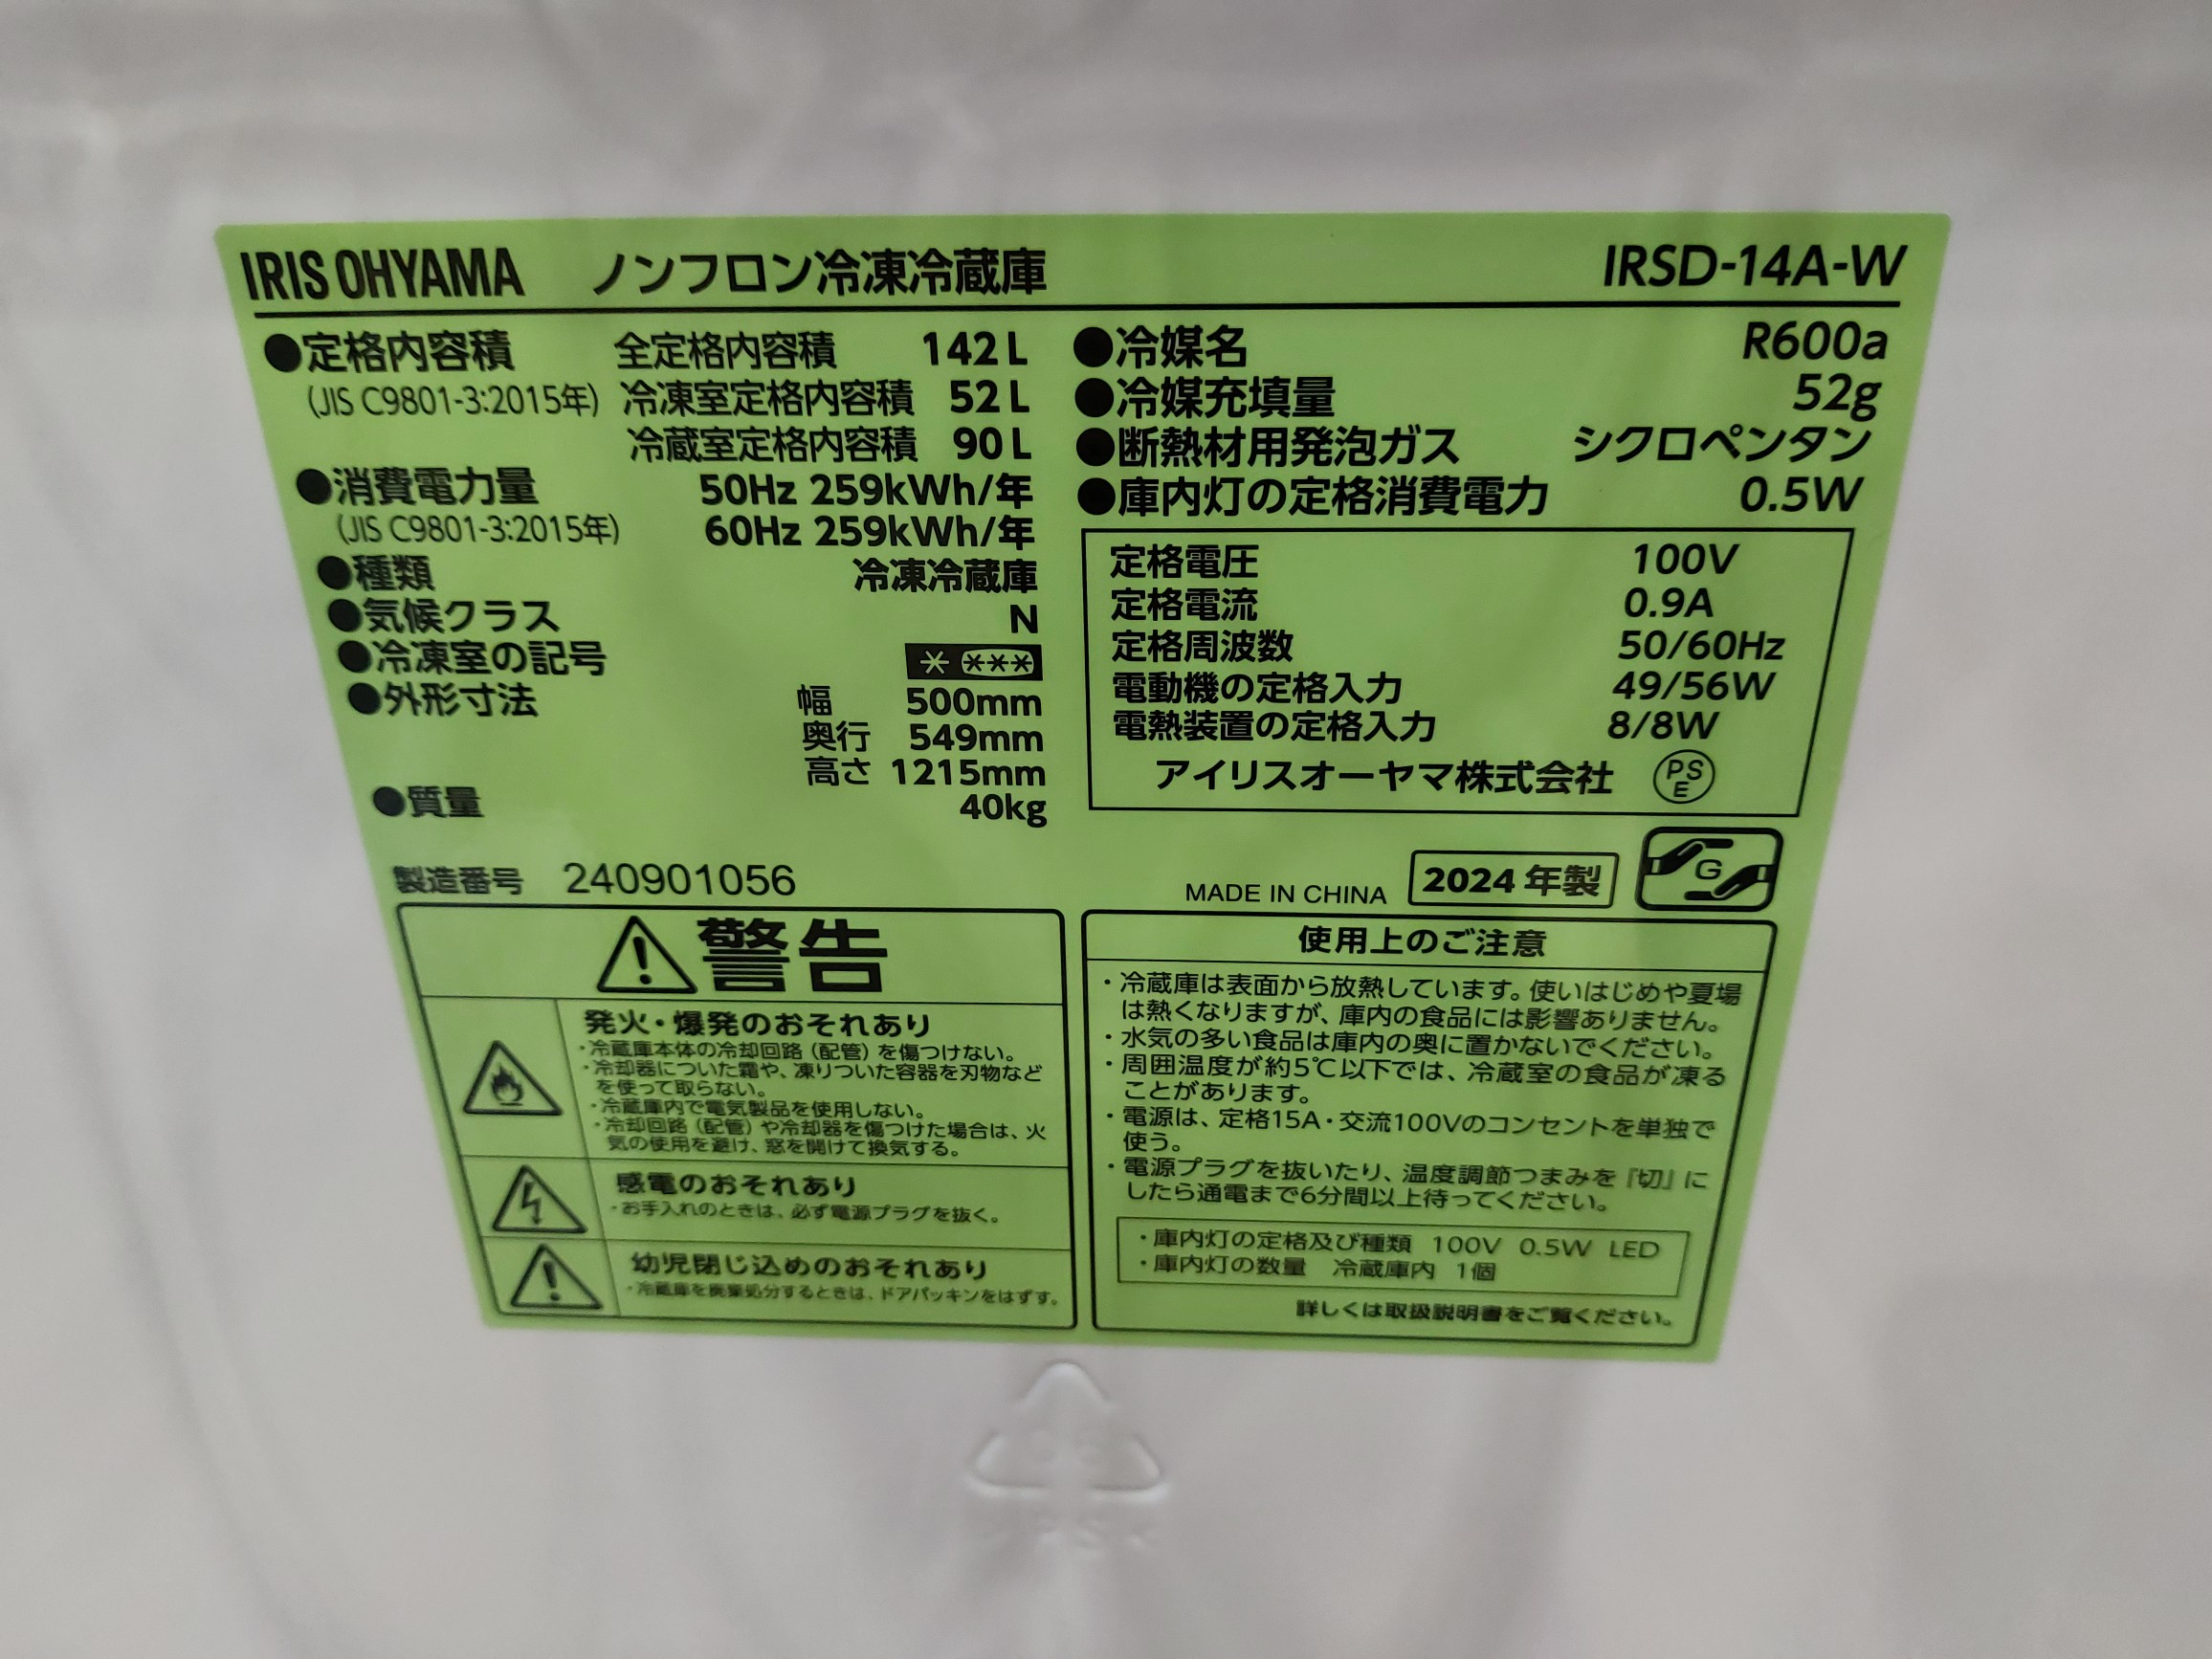 IRIS OHYAMA ノンフロン冷凍冷蔵庫 IRSD-14A-W
●定格内容積 全定格内容積 142L
(JIS C9801-3:2015年) 冷凍室定格内容積 52L
冷蔵室定格内容積 90L
●消費電力量 50Hz 259kWh/年
(JIS C9801-3:2015年) 60Hz 259kWh/年
●種類 冷凍冷蔵庫
●気候クラス N
●冷凍室の記号 * ***
●外形寸法 幅 500mm
奥行 549mm
高さ 1215mm
●質量 40kg
●冷媒名 R600a
●冷媒充填量 52g
●断熱材用発泡ガス シクロペンタン
●庫内灯の定格消費電力 0.5W
定格電圧 100V
定格電流 0.9A
定格周波数 50/60Hz
電動機の定格入力 49/56W
電熱装置の定格入力 8/8W
アイリスオーヤマ株式会社 PSE
製造番号 240901056
MADE IN CHINA 2024年製 G
警告
発火・爆発のおそれあり
・冷蔵庫本体の冷却回路(配管)を傷つけない。
・冷却器についた霜や、凍りついた容器を刃物など
を使って取らない。
・冷蔵庫内で電気製品を使用しない。
・冷却回路(配管)や冷却器を傷つけた場合は、火
気の使用を避け、窓を開けて換気する。
感電のおそれあり
・お手入れのときは、必ず電源プラグを抜く。
幼児閉じ込めのおそれあり
・冷蔵庫を廃棄処分するときは、ドアパッキンをはずす。
使用上のご注意
・冷蔵庫は表面から放熱しています。使いはじめや夏場
は熱くなりますが、庫内の食品には影響ありません。
・水気の多い食品は庫内の奥に置かないでください。
・周囲温度が約5℃以下では、冷蔵室の食品が凍る
ことがあります。
・電源は、定格15A・交流100Vのコンセントを単独で
使う。
・電源プラグを抜いたり、温度調節つまみを『切』に
したら通電まで6分間以上待ってください。
・庫内灯の定格及び種類 100V 0.5W LED
・庫内灯の数量 冷蔵庫内 1個
詳しくは取扱説明書をご覧ください。